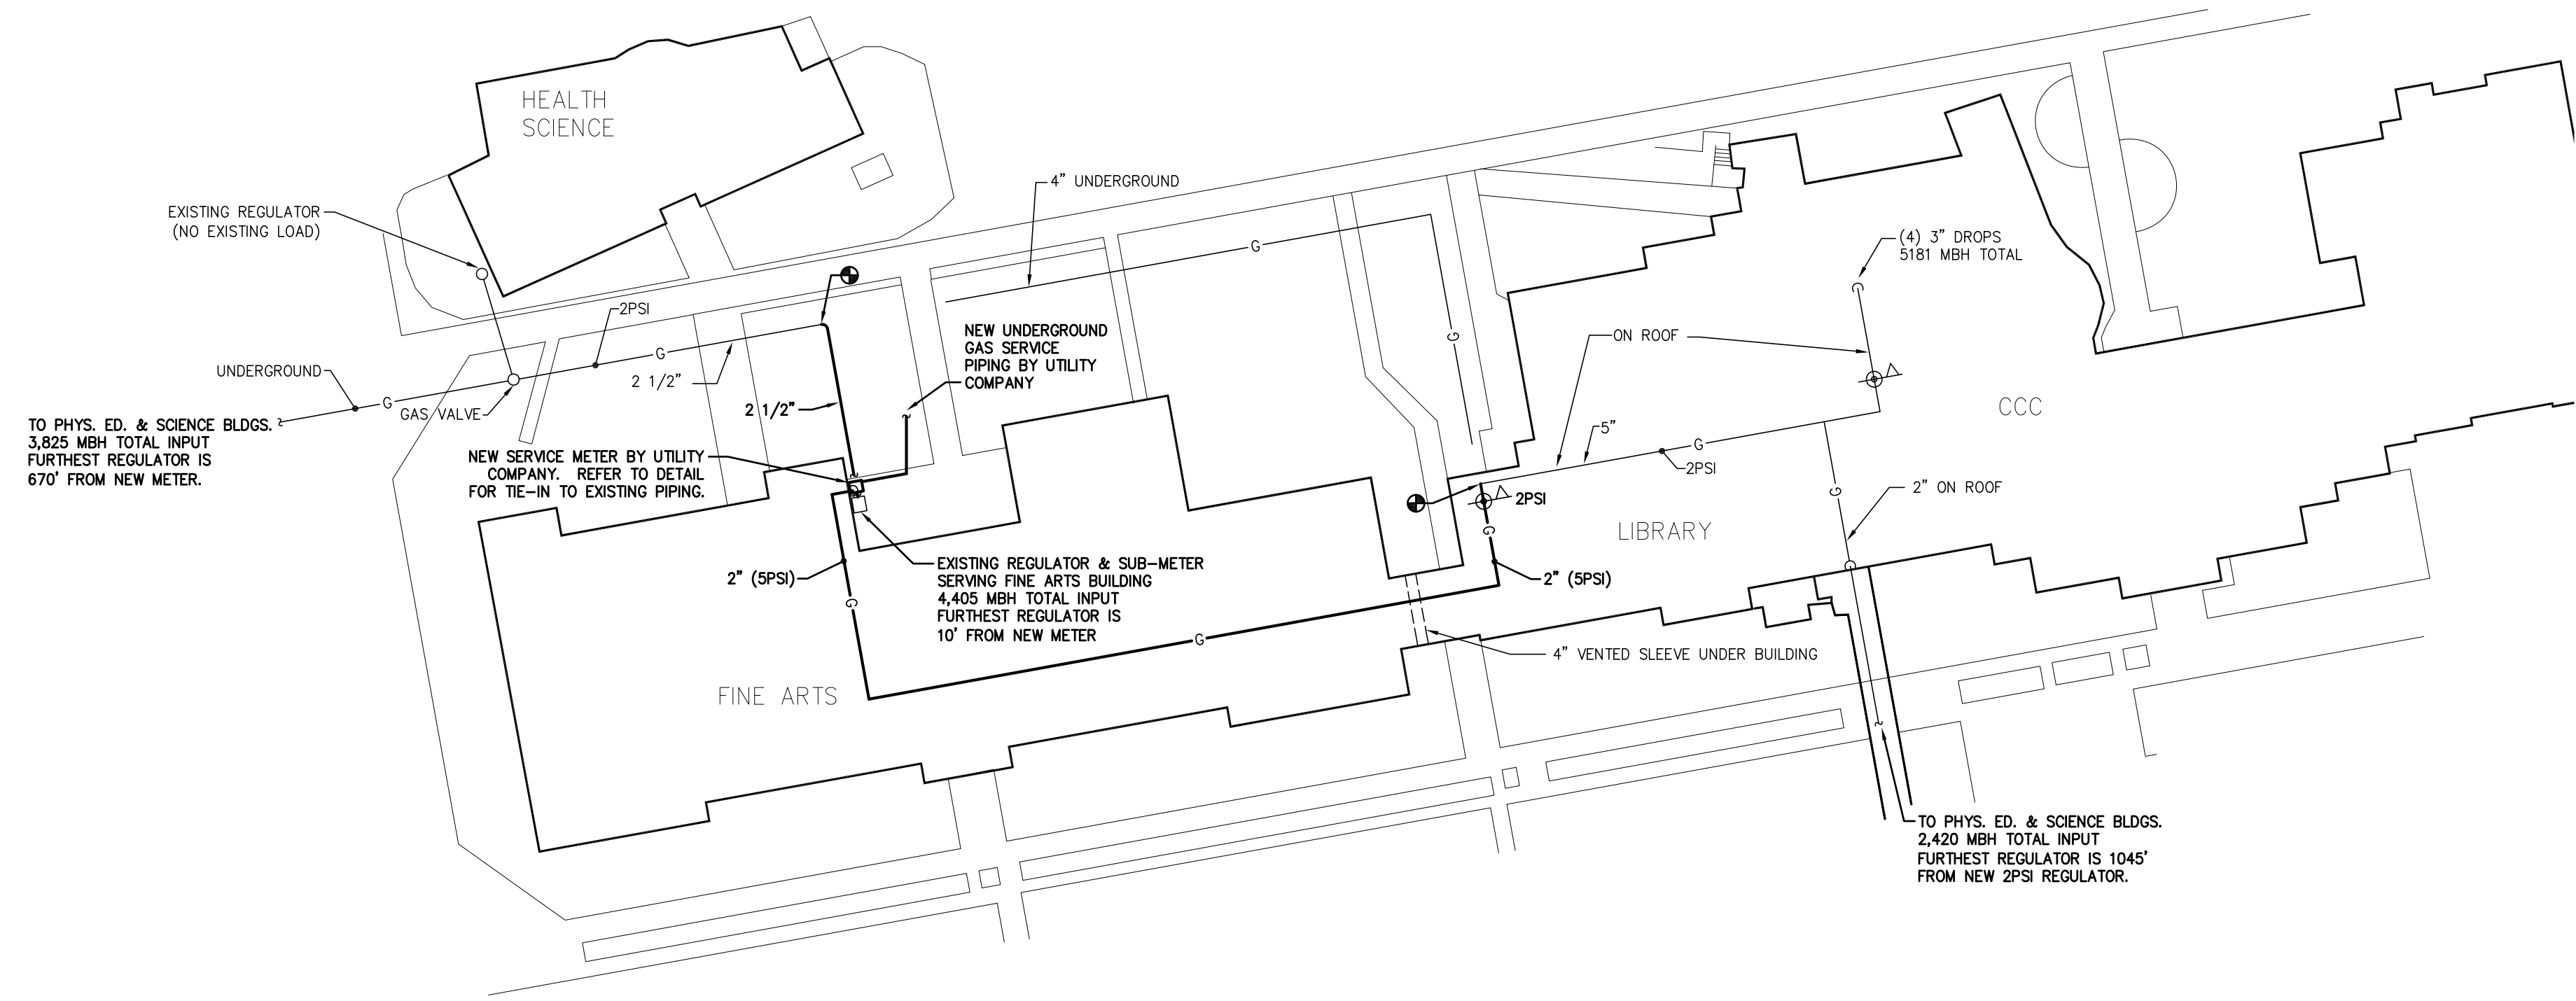 HEALTH
SCIENCE
EXISTING REGULATOR
(NO EXISTING LOAD)
4" UNDERGROUND
G
(4) 3" DROPS
5181 MBH TOTAL
2PSI
G
2 1/2"
UNDERGROUND
G
GAS VALVE
TO PHYS. ED. & SCIENCE BLDGS.
3,825 MBH TOTAL INPUT
FURTHEST REGULATOR IS
670' FROM NEW METER.
NEW UNDERGROUND
GAS SERVICE
PIPING BY UTILITY
COMPANY
2 1/2"
NEW SERVICE METER BY UTILITY
COMPANY. REFER TO DETAIL
FOR TIE-IN TO EXISTING PIPING.
G
ON ROOF
5"
G
2PSI
CCC
G
2" ON ROOF
2PSI
G
LIBRARY
2" (5PSI)
G
EXISTING REGULATOR & SUB-METER
SERVING FINE ARTS BUILDING
4,405 MBH TOTAL INPUT
FURTHEST REGULATOR IS
10' FROM NEW METER
2" (5PSI)
G
4" VENTED SLEEVE UNDER BUILDING
FINE ARTS
TO PHYS. ED. & SCIENCE BLDGS.
2,420 MBH TOTAL INPUT
FURTHEST REGULATOR IS 1045'
FROM NEW 2PSI REGULATOR.